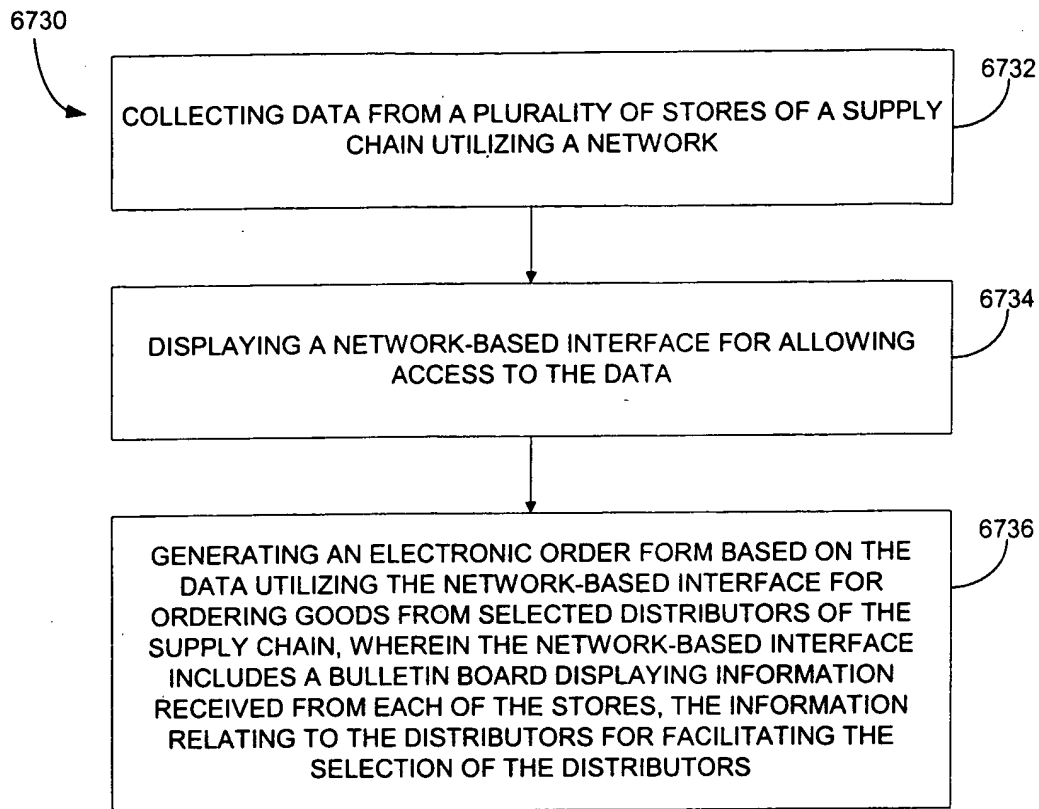 6730
6732
COLLECTING DATA FROM A PLURALITY OF STORES OF A SUPPLY
CHAIN UTILIZING A NETWORK
6734
DISPLAYING A NETWORK-BASED INTERFACE FOR ALLOWING
ACCESS TO THE DATA
6736
GENERATING AN ELECTRONIC ORDER FORM BASED ON THE
DATA UTILIZING THE NETWORK-BASED INTERFACE FOR
ORDERING GOODS FROM SELECTED DISTRIBUTORS OF THE
SUPPLY CHAIN, WHEREIN THE NETWORK-BASED INTERFACE
INCLUDES A BULLETIN BOARD DISPLAYING INFORMATION
RECEIVED FROM EACH OF THE STORES, THE INFORMATION
RELATING TO THE DISTRIBUTORS FOR FACILITATING THE
SELECTION OF THE DISTRIBUTORS